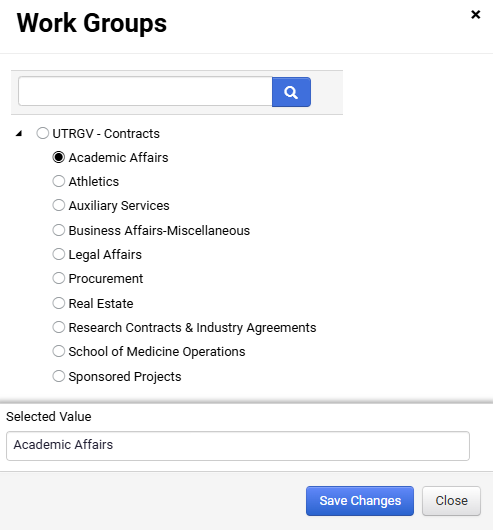 Work Groups
×
UTRGV - Contracts
Academic Affairs
Athletics
Auxiliary Services
Business Affairs-Miscellaneous
Legal Affairs
Procurement
Real Estate
Research Contracts & Industry Agreements
School of Medicine Operations
Sponsored Projects
Selected Value
Academic Affairs
Save Changes
Close